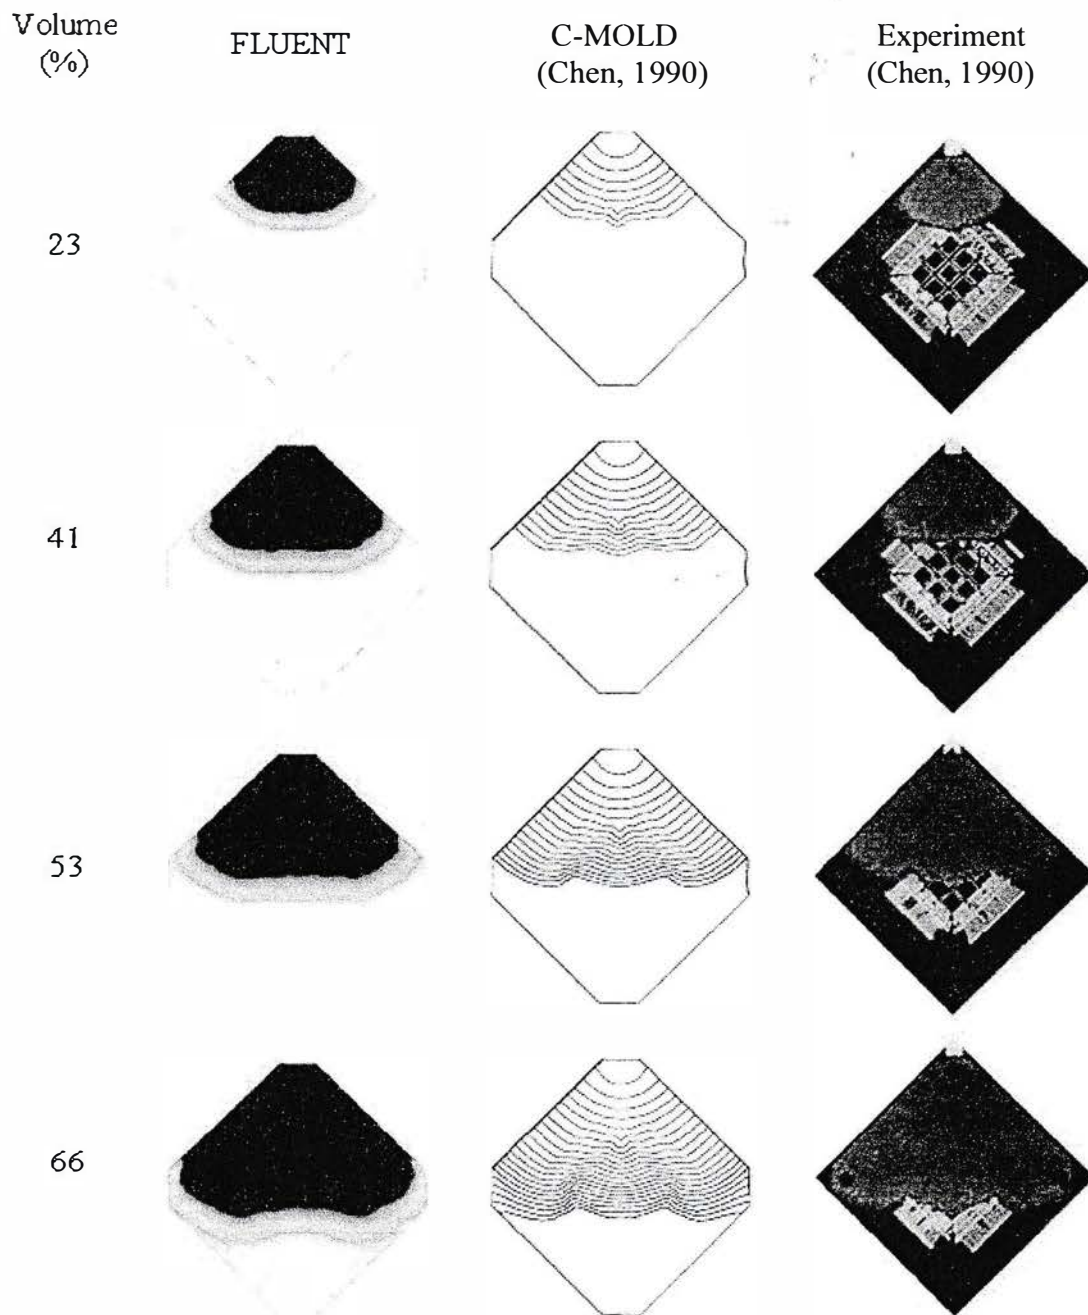 Volume
(%)
FLUENT
C-MOLD
(Chen, 1990)
Experiment
(Chen, 1990)
23
41
53
66